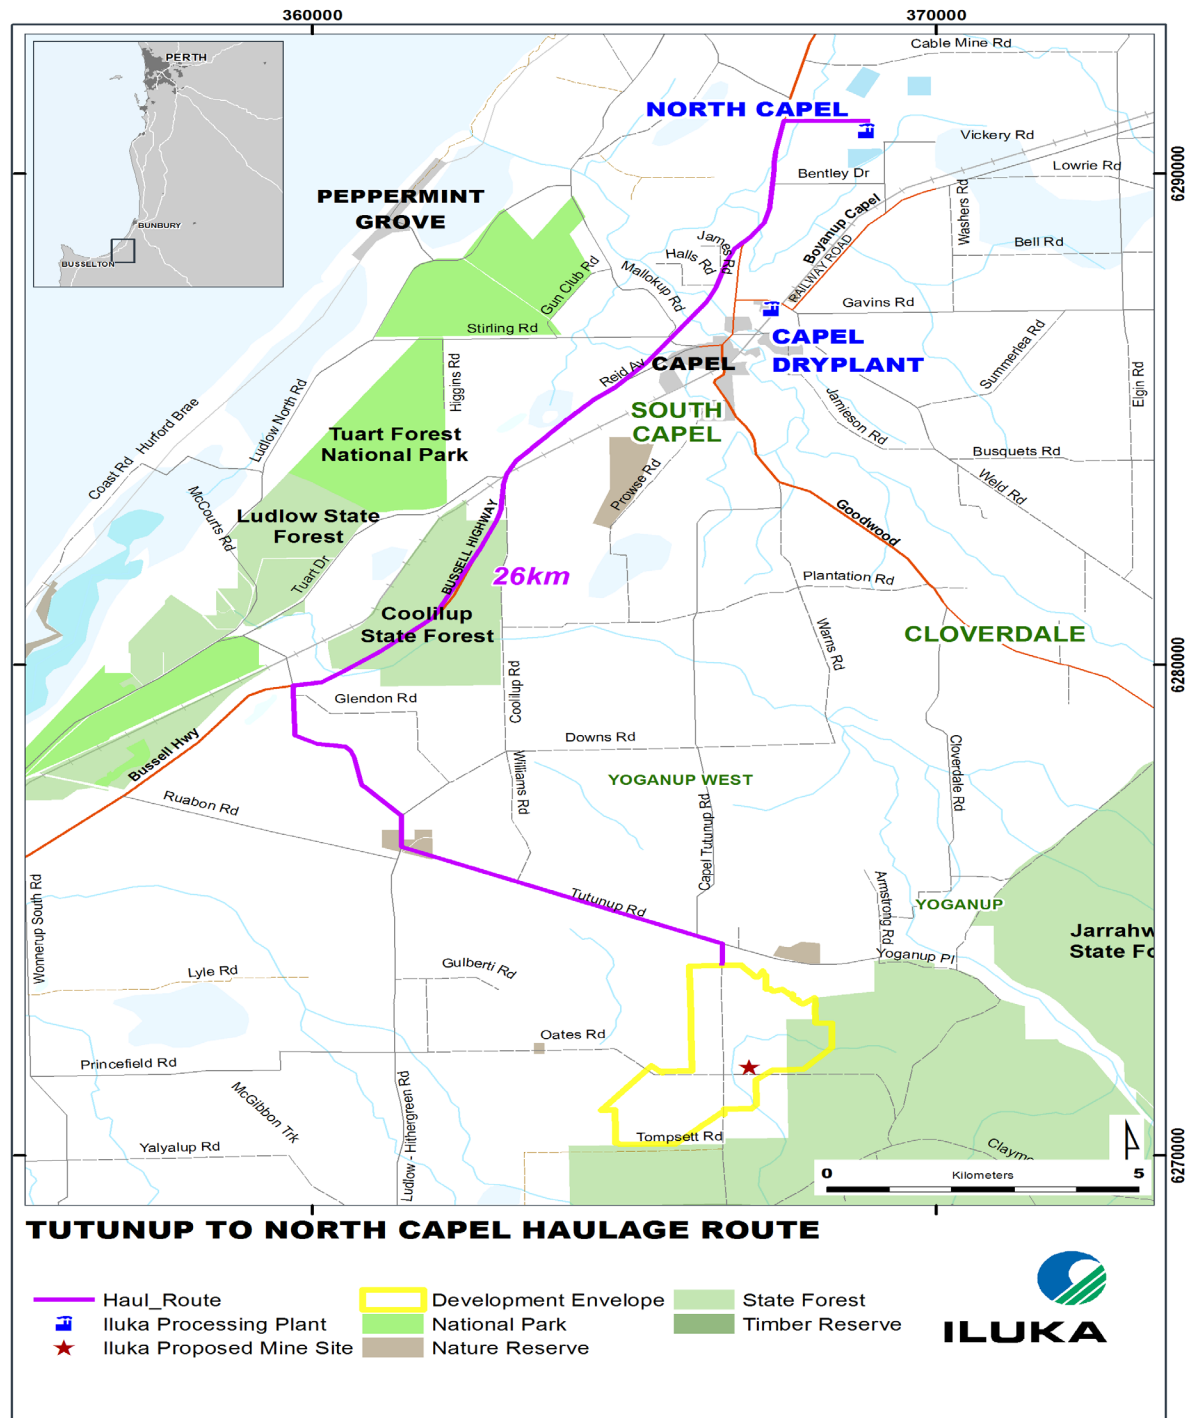 360000
370000
PERTH
BUNBURY
BUSSELTON
Cable Mine Rd
NORTH CAPEL
Vickery Rd
Lowrie Rd
Bentley Dr
6290000
PEPPERMINT
GROVE
Washers Rd
Boyanup Capel
RAILWAY ROAD
James Rd
Halls Rd
Bell Rd
Mallokup Rd
Gun Club Rd
Gavins Rd
Stirling Rd
CAPEL
DRYPLANT
CAPEL
Reid Av
Summerlea Rd
Elgin Rd
Higgins Rd
Ludlow North Rd
Hurford Brae
Coast Rd
SOUTH
CAPEL
Jamieson Rd
Tuart Forest
National Park
Busquets Rd
Weld Rd
Prowse Rd
McCourts Rd
Ludlow State
Forest
BUSSELL HIGHWAY
Goodwood
Tuart Dr
26km
Plantation Rd
Coolilup
State Forest
CLOVERDALE
Warns Rd
6280000
Coolilup Rd
Glendon Rd
Downs Rd
Bussell Hwy
Williams Rd
YOGANUP WEST
Cloverdale Rd
Ruabon Rd
Capel Tutunup Rd
Tutunup Rd
Armstrong Rd
YOGANUP
Wonnerup South Rd
Jarrahw
State Fo
Yoganup Pl
Lyle Rd
Gulberti Rd
Oates Rd
Princefield Rd
McGibbon Trk
Ludlow - Hithergreen Rd
Tompsett Rd
Yalyalup Rd
Claymo
6270000
0
Kilometers
5
TUTUNUP TO NORTH CAPEL HAULAGE ROUTE
Haul_Route
Development Envelope
State Forest
Iluka Processing Plant
National Park
Timber Reserve
Iluka Proposed Mine Site
Nature Reserve
ILUKA